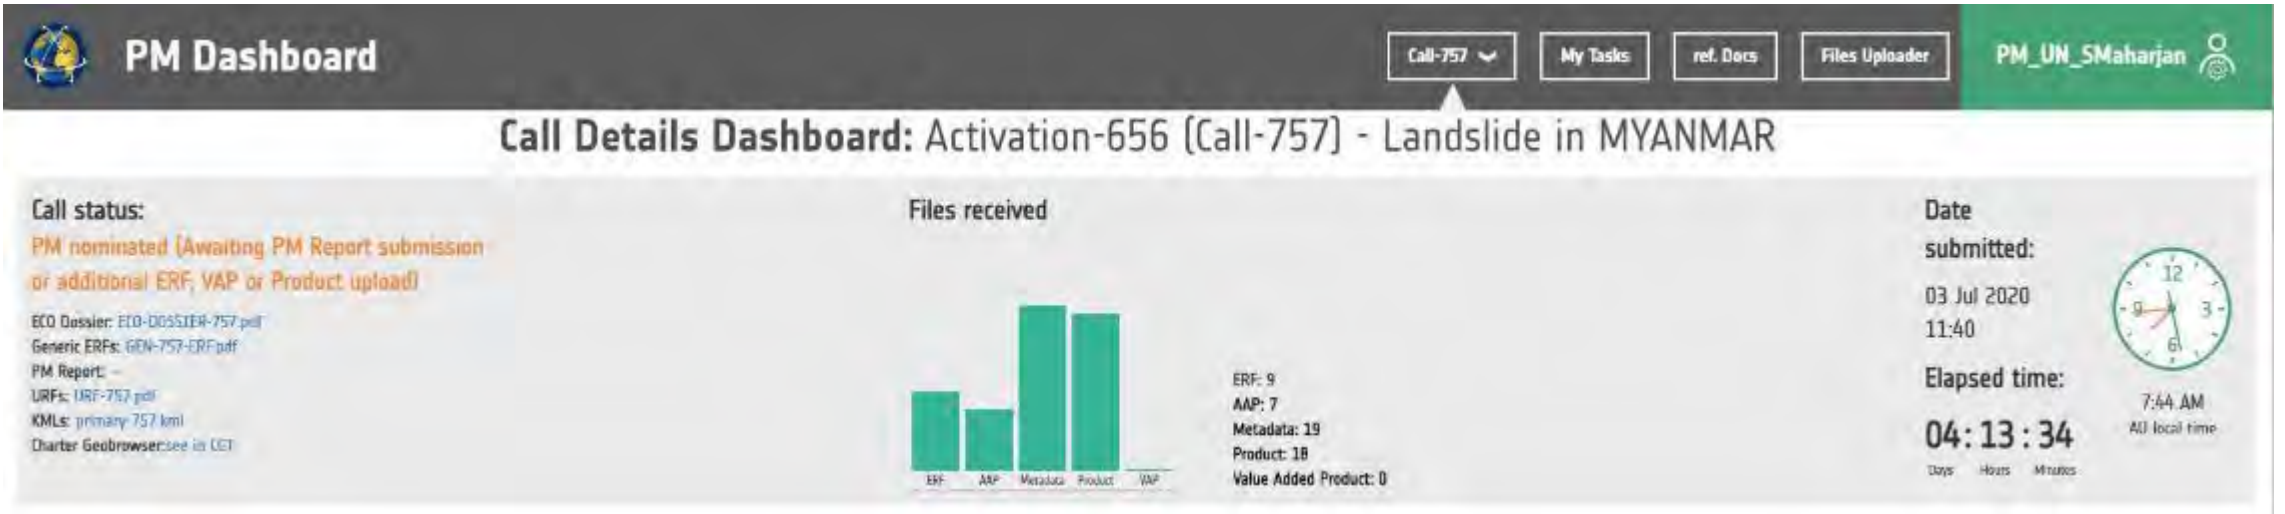 PM Dashboard
Call-757
My Tasks
ref. Docs
Files Uploader
PM_UN_SMaharjan
Call Details Dashboard: Activation-656 (Call-757) - Landslide in MYANMAR
Call status:
PM nominated (Awaiting PM Report submission
or additional ERF, VAP or Product upload)
ECO Dossier: ECO-DOSSIER-757.pdf
Generic ERFs: GEN-757-ERF.pdf
PM Report: -
URFs: URF-757.pdf
KMLs: primary-757.kml
Charter Geobrowser:see in CGT
Files received
ERF
AAP
Metadata
Product
VAP
ERF: 9
AAP: 7
Metadata: 19
Product: 18
Value Added Product: 0
Date
submitted:
03 Jul 2020
11:40
Elapsed time:
04: 13 : 34
Days Hours Minutes
12
3
6
9
7:44 AM
AU local time